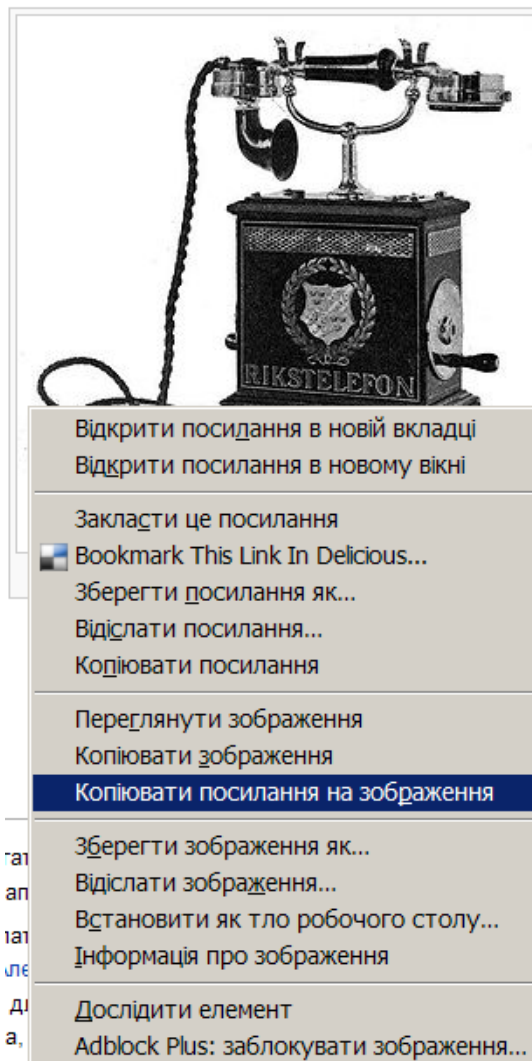 RIKSTELEFON
Відкрити посилання в новій вкладці
Відкрити посилання в новому вікні
Закласти це посилання
Bookmark This Link In Delicious...
Зберегти посилання як...
Відіслати посилання...
Копіювати посилання
Переглянути зображення
Копіювати зображення
Копіювати посилання на зображення
Зберегти зображення як...
Відіслати зображення...
Встановити як тло робочого столу...
Інформація про зображення
Дослідити елемент
Adblock Plus: заблокувати зображення...